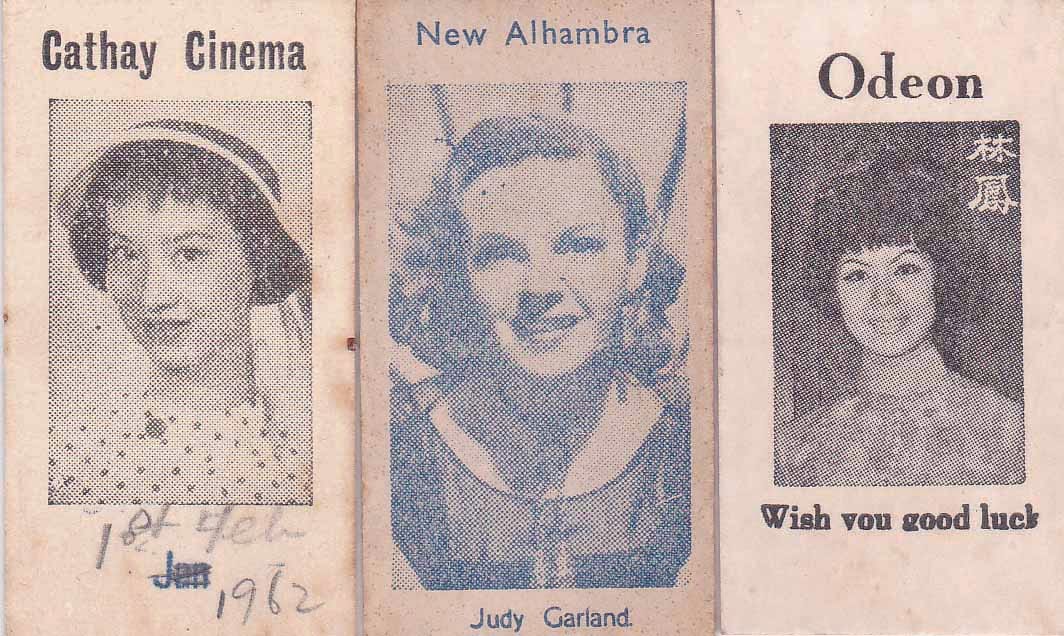 Cathay Cinema
1st Feb
Jan
1962
New Alhambra
Judy Garland.
Odeon
林
鳳
Wish you good luck